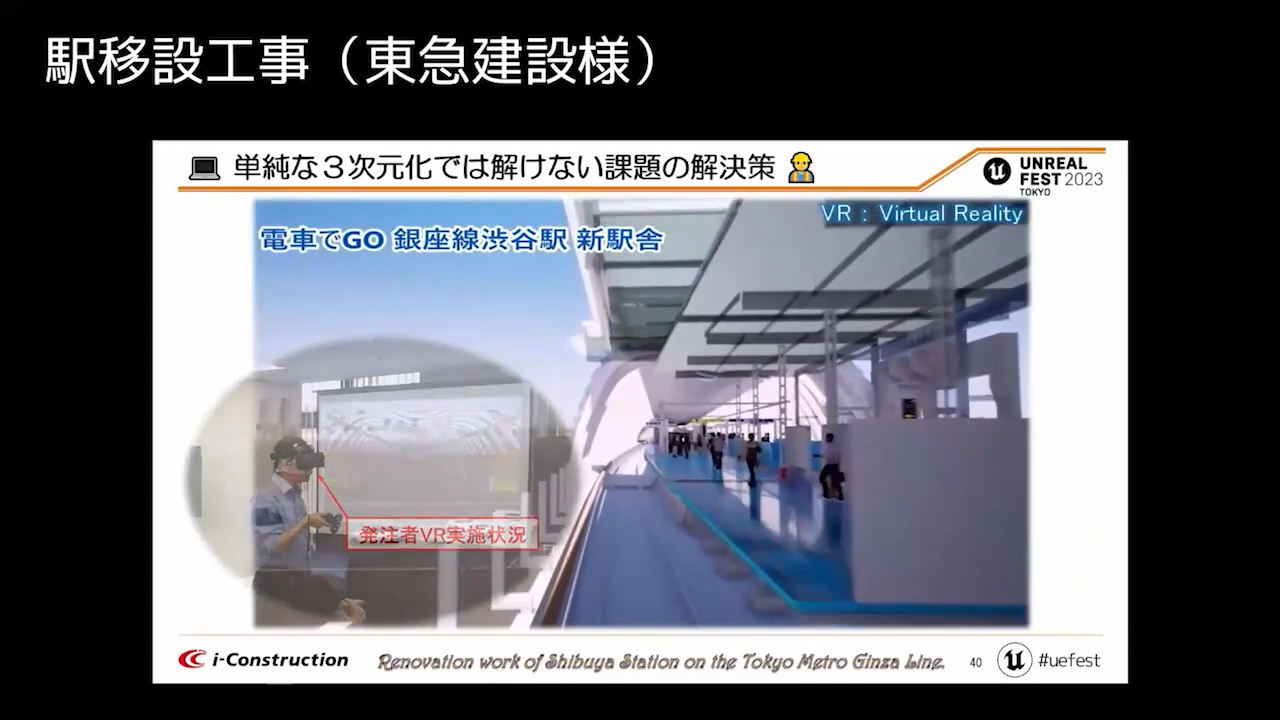 駅移設工事（東急建設様）
単純な３次元化では解けない課題の解決策
UNREAL
FEST 2023
TOKYO
VR : Virtual Reality
電車でGO 銀座線渋谷駅 新駅舎
発注者VR実施状況
i-Construction
Renovation work of Shibuya Station on the Tokyo Metro Ginza Line.
40
#uefest